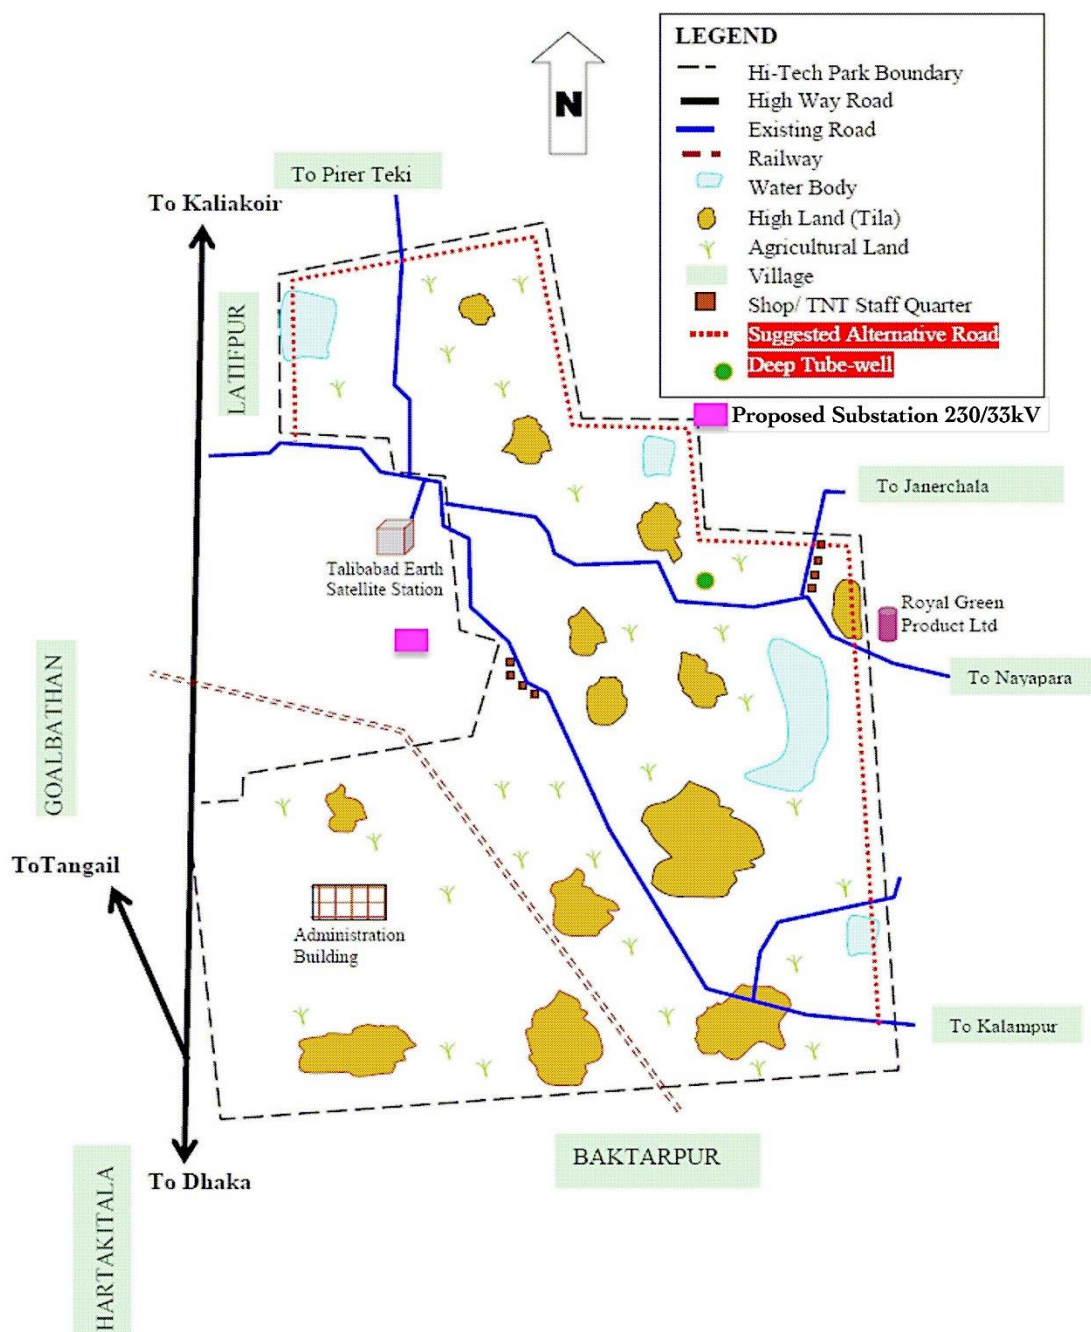 LEGEND
Hi-Tech Park Boundary
High Way Road
Existing Road
Railway
Water Body
High Land (Tila)
Agricultural Land
Village
Shop/ TNT Staff Quarter
Suggested Alternative Road
Deep Tube-well
Proposed Substation 230/33kV
N
To Pirer Teki
To Kaliakoir
LATIFPUR
To Janerchala
Talibabad Earth
Satellite Station
Royal Green
Product Ltd
To Nayapara
GOALBATHAN
ToTangail
Administration
Building
To Kalampur
BAKTARPUR
To Dhaka
HARTAKITALA